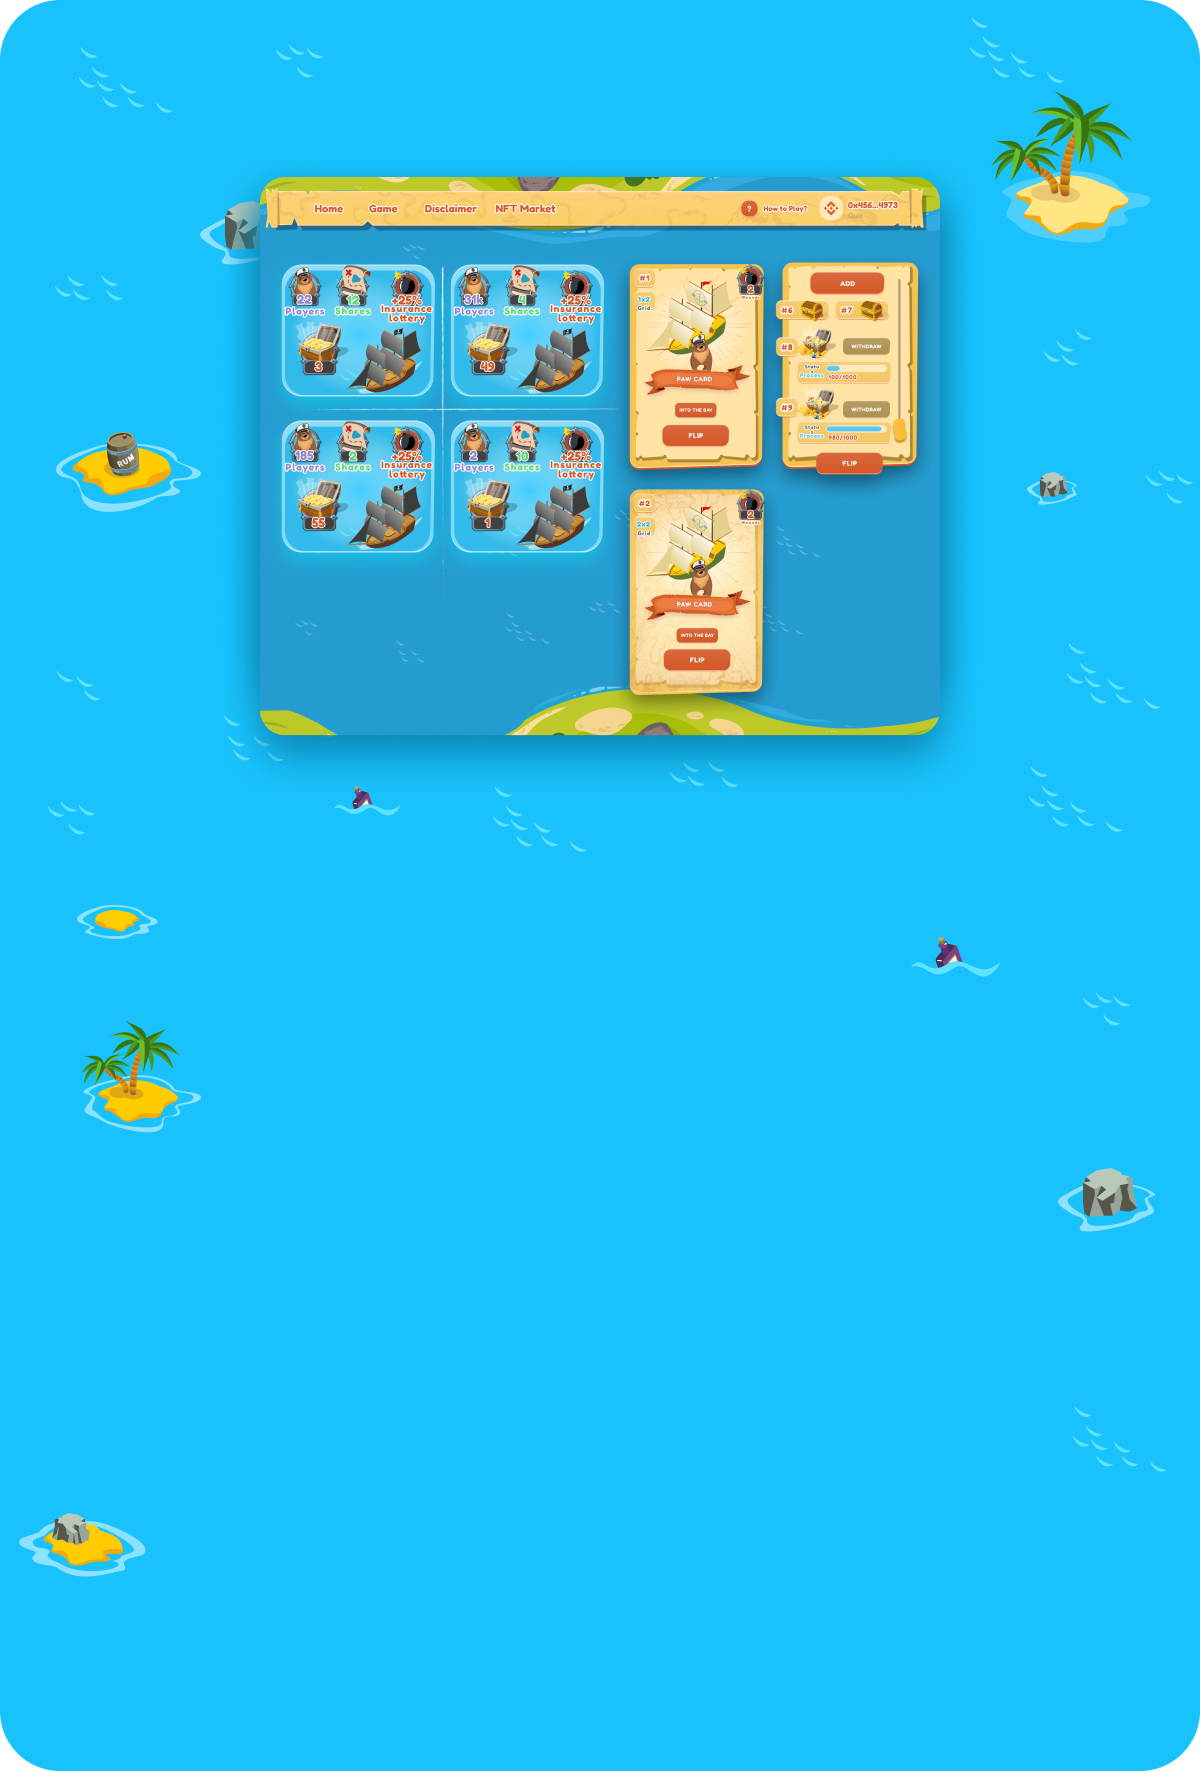 Home Game Disclaimer NFT Market ? How to Play? 0x456...4973
Quit
22 12 +25%
Players Shares Insurance
lottery
3
31k 4 +25%
Players Shares Insurance
lottery
49
185 2 +25%
Players Shares Insurance
lottery
55
2 10 +25%
Players Shares Insurance
lottery
1
#1 2
Wounds
1x2
Grid
PAW CARD
INTO THE BAY
FLIP
ADD
#6 #7
#8 WITHDRAW
Statu
Process 100/1000
#9 WITHDRAW
Statu
Process 980/1000
FLIP
#2 2
Wounds
2x2
Grid
PAW CARD
INTO THE BAY
FLIP
RUM